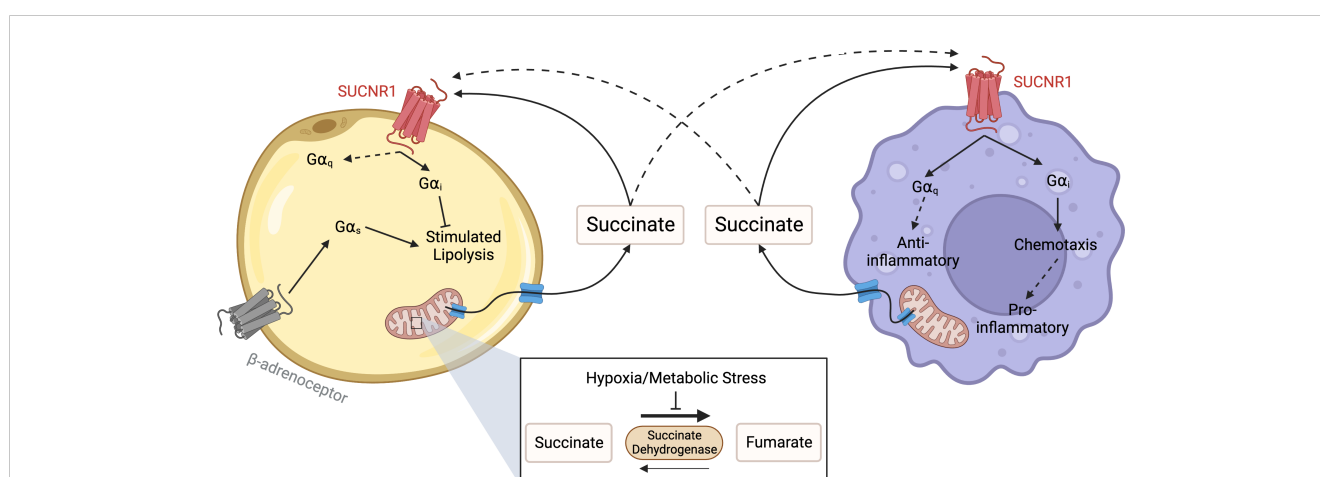 SUCNR1
Gαq
Gαi
Gαs
Stimulated
Lipolysis
β-adrenoceptor
Succinate
Succinate
SUCNR1
Gαq
Gαi
Anti-
inflammatory
Chemotaxis
Pro-
inflammatory
Hypoxia/Metabolic Stress
Succinate
Succinate
Dehydrogenase
Fumarate